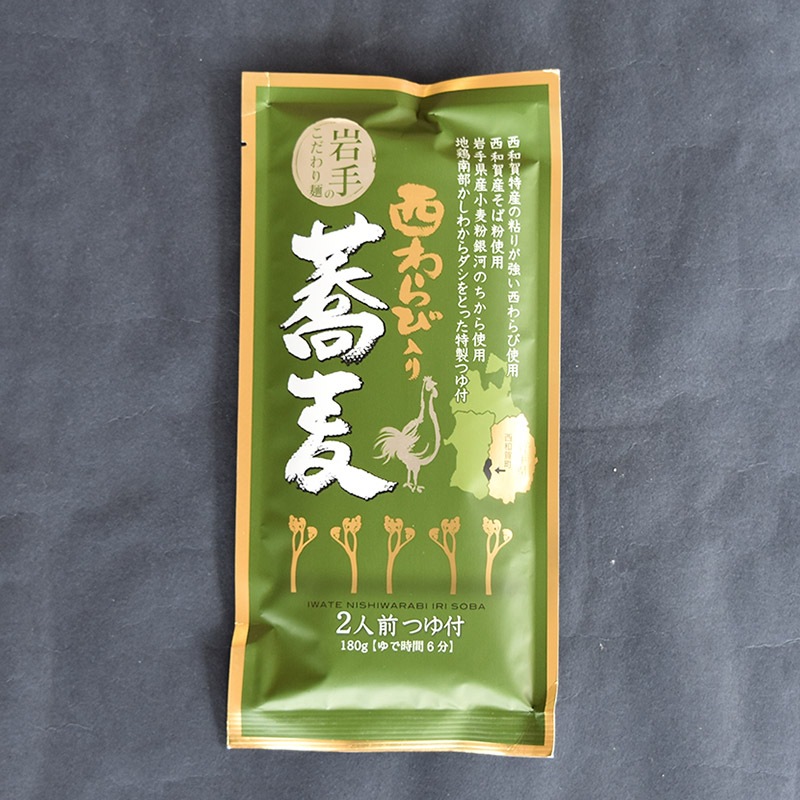 岩手の
こだわり麺
西わらび入り
蕎麦
西和賀特産の粘りが強い西わらび使用
西和賀産そば粉使用
岩手県産小麦粉銀河のちから使用
地鶏南部かしわからダシをとった特製つゆ付
西和賀町
IWATE NISHIWARABI IRI SOBA
2人前つゆ付
180g【ゆで時間6分】